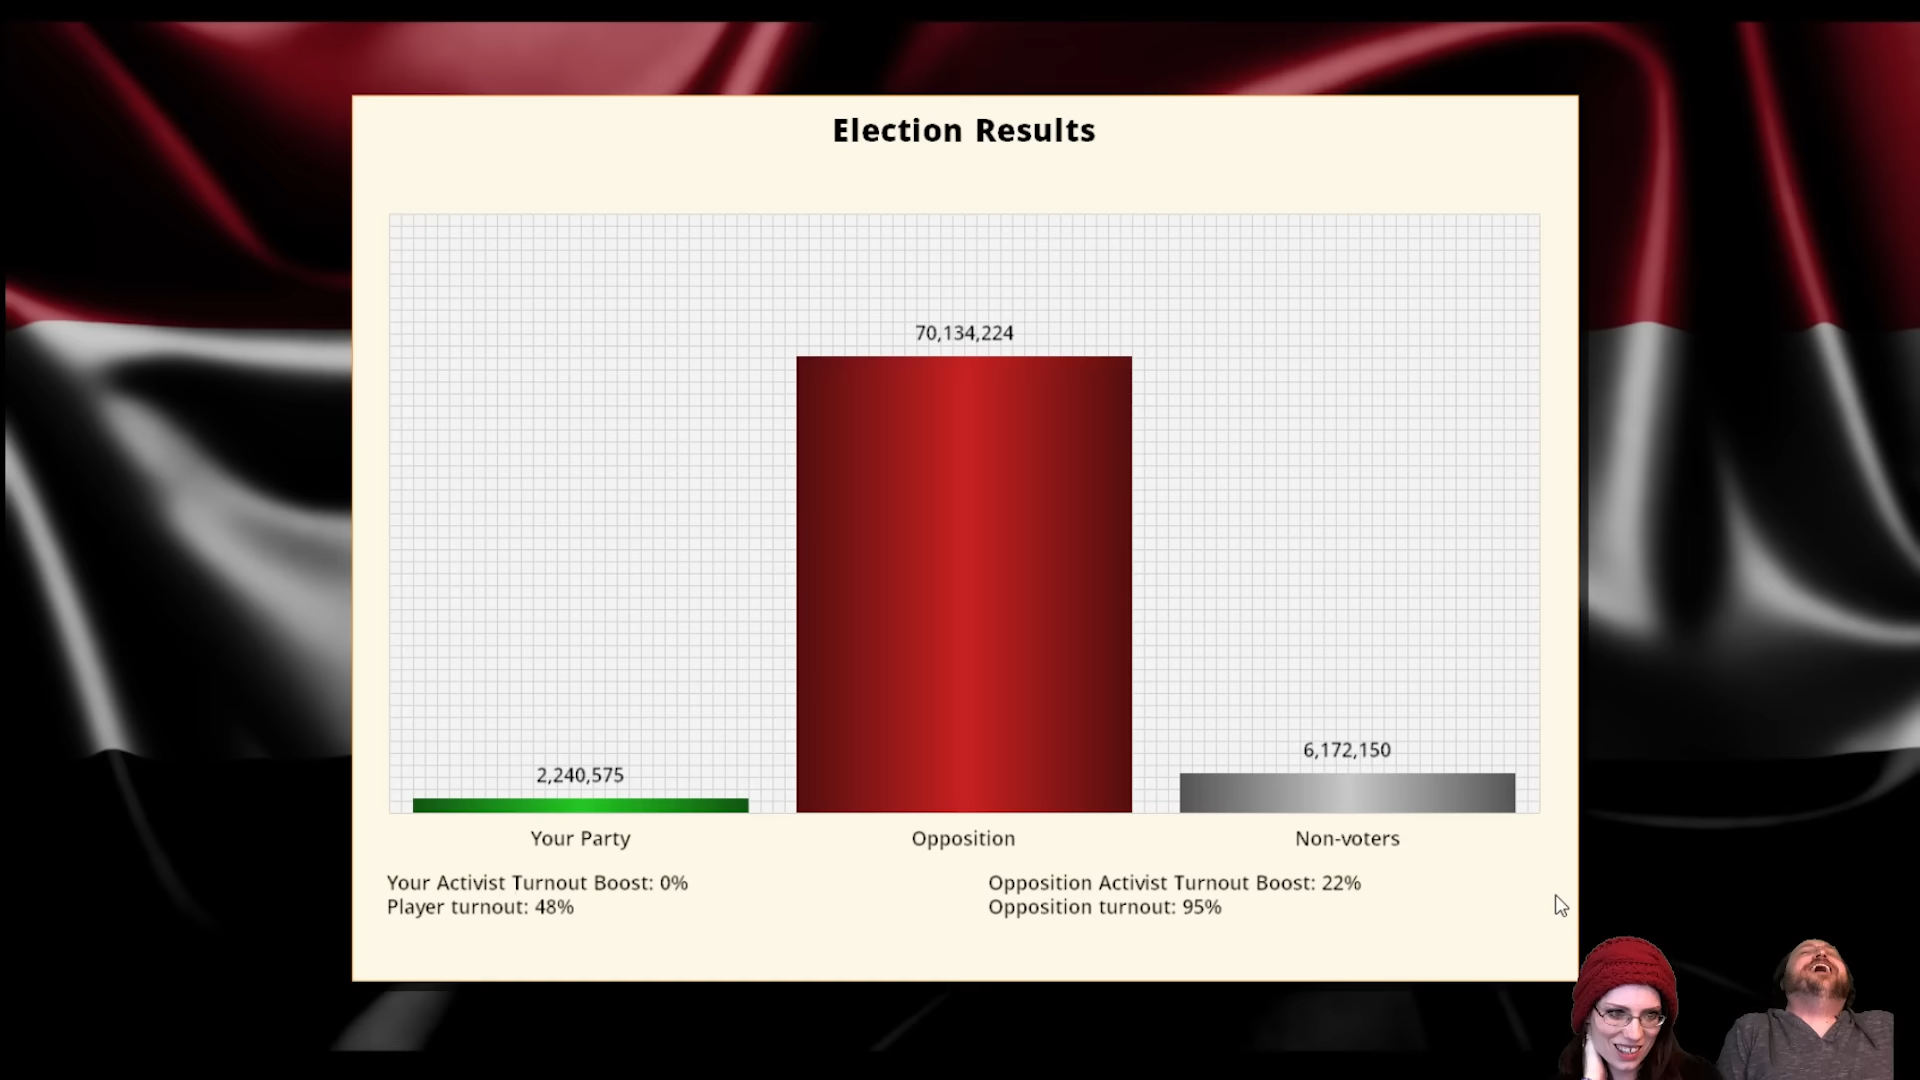 Election Results
70,134,224
6,172,150
2,240,575
Your Party
Opposition
Non-voters
Your Activist Turnout Boost: 0%
Opposition Activist Turnout Boost: 22%
Player turnout: 48%
Opposition turnout: 95%